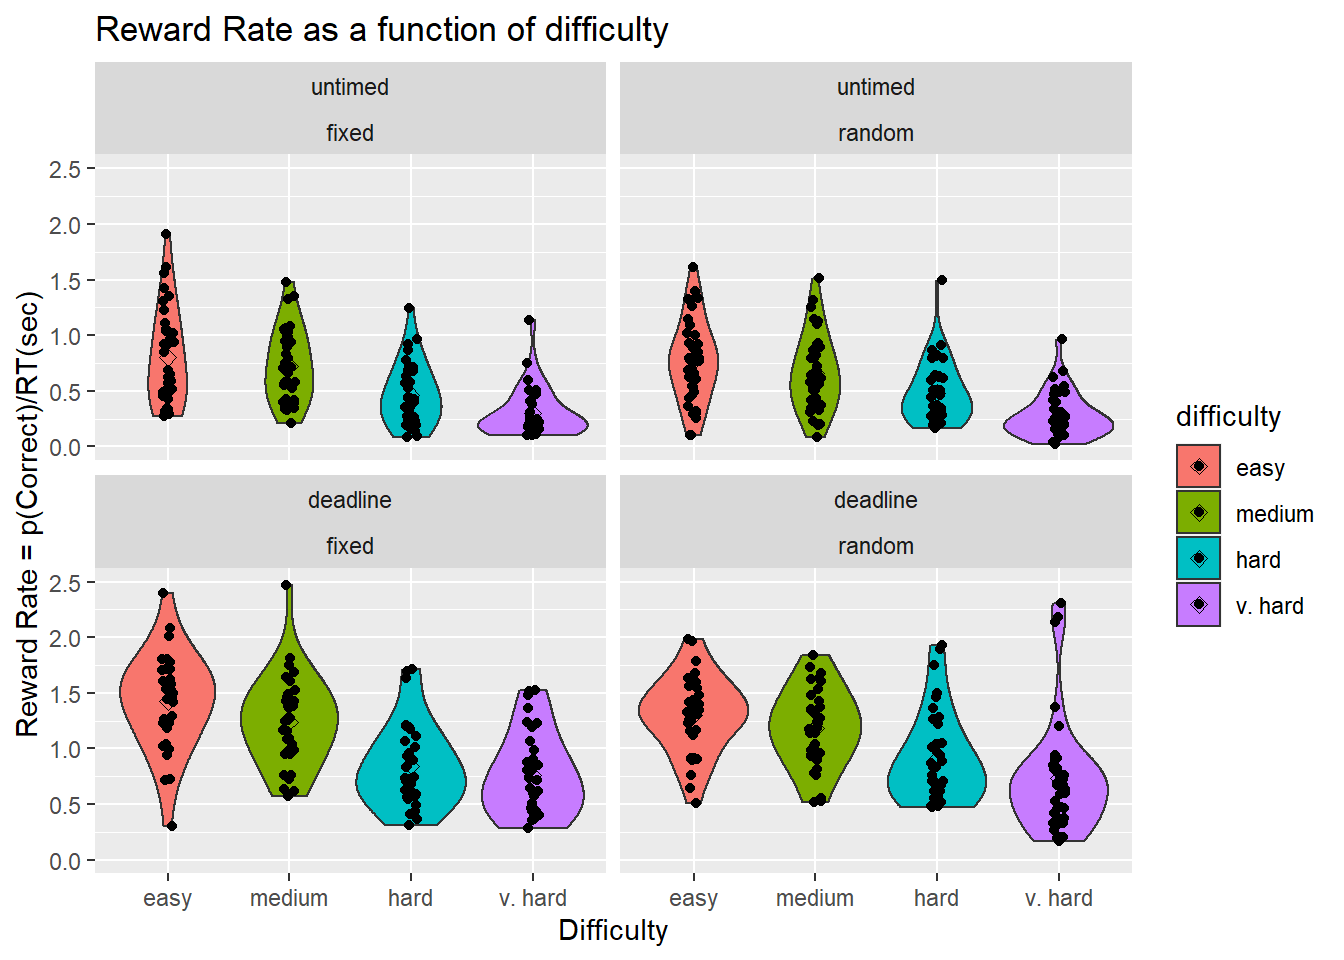 Reward Rate as a function of difficulty
untimed
fixed
untimed
random
2.5
2.0
1.5
1.0
0.5
0.0
deadline
fixed
deadline
random
2.5
2.0
1.5
1.0
0.5
0.0
easy medium hard v. hard
easy medium hard v. hard
Difficulty
Reward Rate = p(Correct)/RT(sec)
difficulty
easy
medium
hard
v. hard